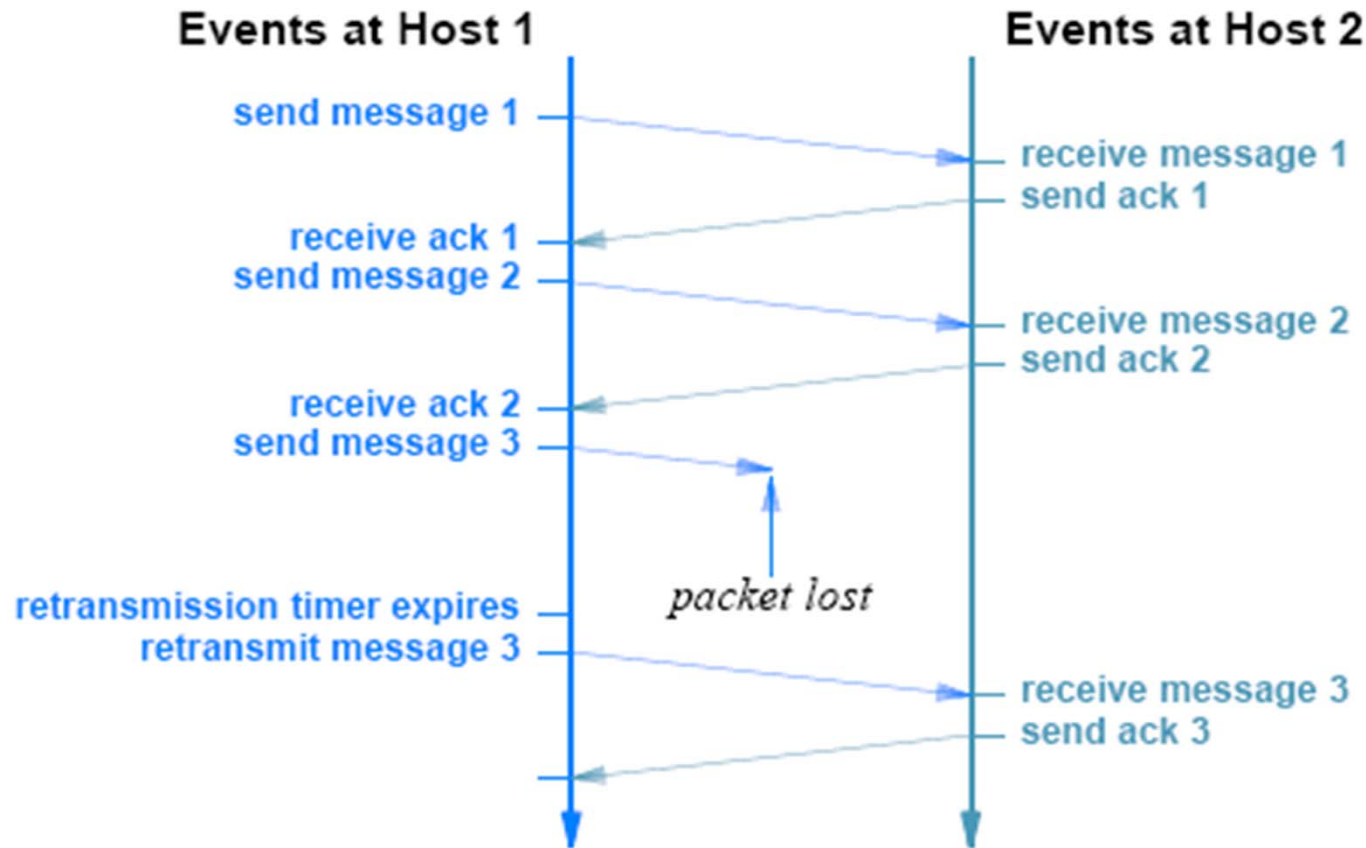 Events at Host 1
Events at Host 2
send message 1
receive message 1
send ack 1
receive ack 1
send message 2
receive message 2
send ack 2
receive ack 2
send message 3
packet lost
retransmission timer expires
retransmit message 3
receive message 3
send ack 3